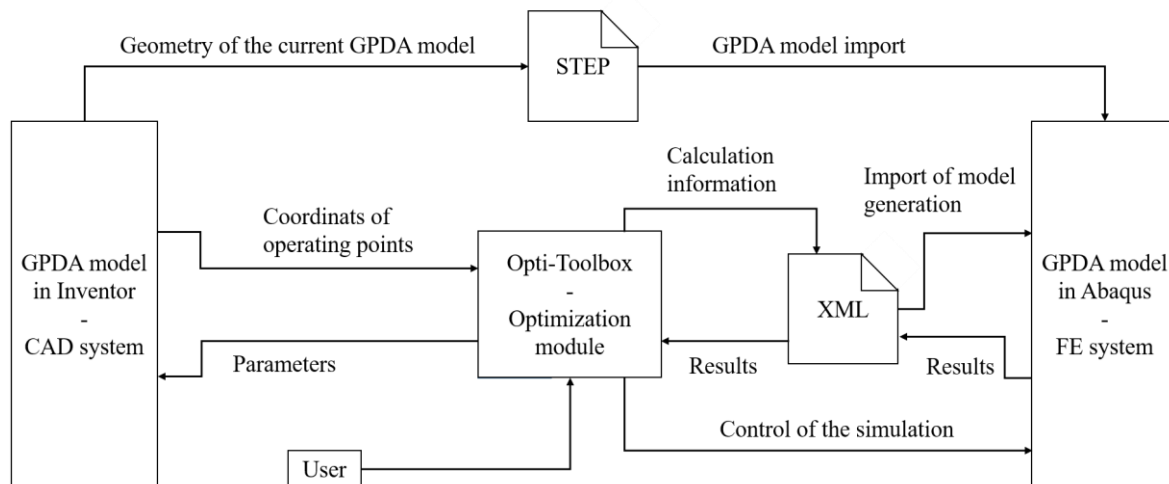 Geometry of the current GPDA model
STEP
GPDA model import
Calculation
information
Import of model
generation
Coordinats of
operating points
GPDA model
in Inventor
-
CAD system
Opti-Toolbox
-
Optimization
module
XML
GPDA model
in Abaqus
-
FE system
Parameters
Results
Results
Control of the simulation
User